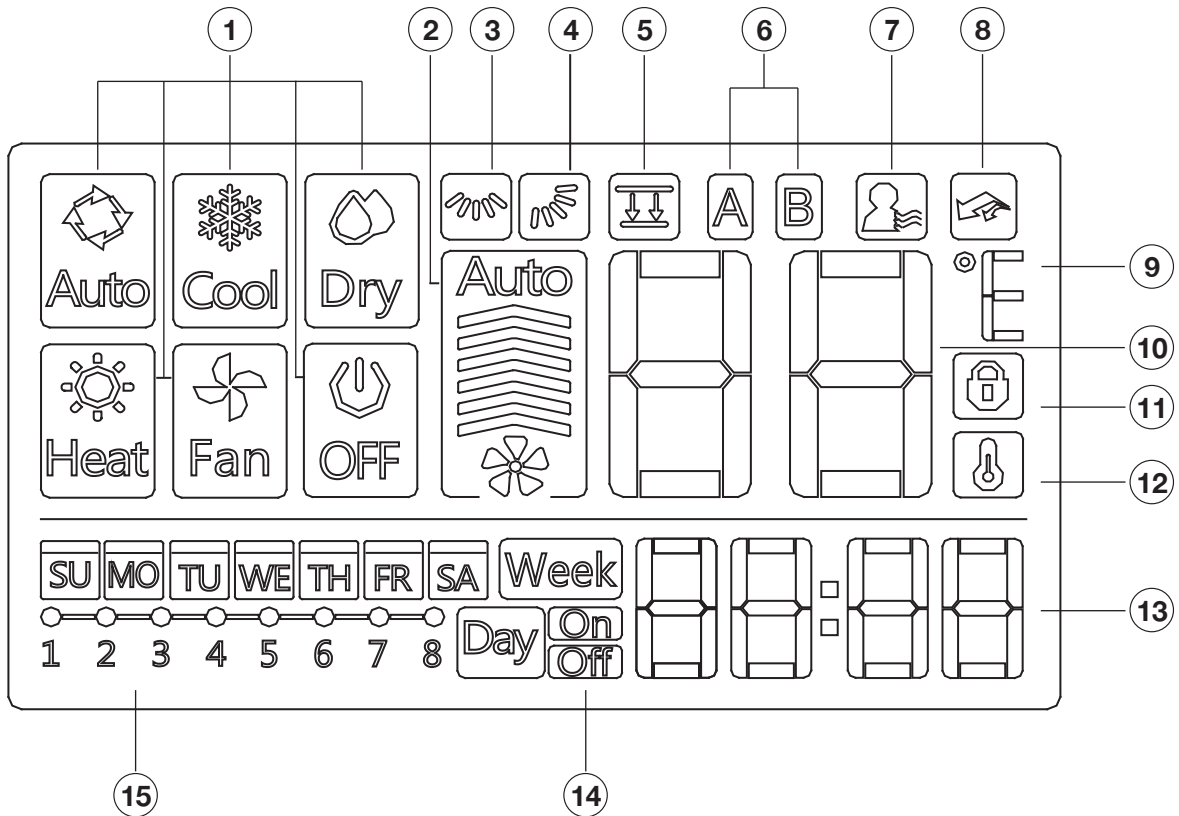 1 2 3 4 5 6 7 8
A B
Auto Cool Dry Auto
9
10
Heat Fan OFF
11
12
SU MO TU WE TH FR SA Week
13
1 2 3 4 5 6 7 8 Day On
Off
15 14